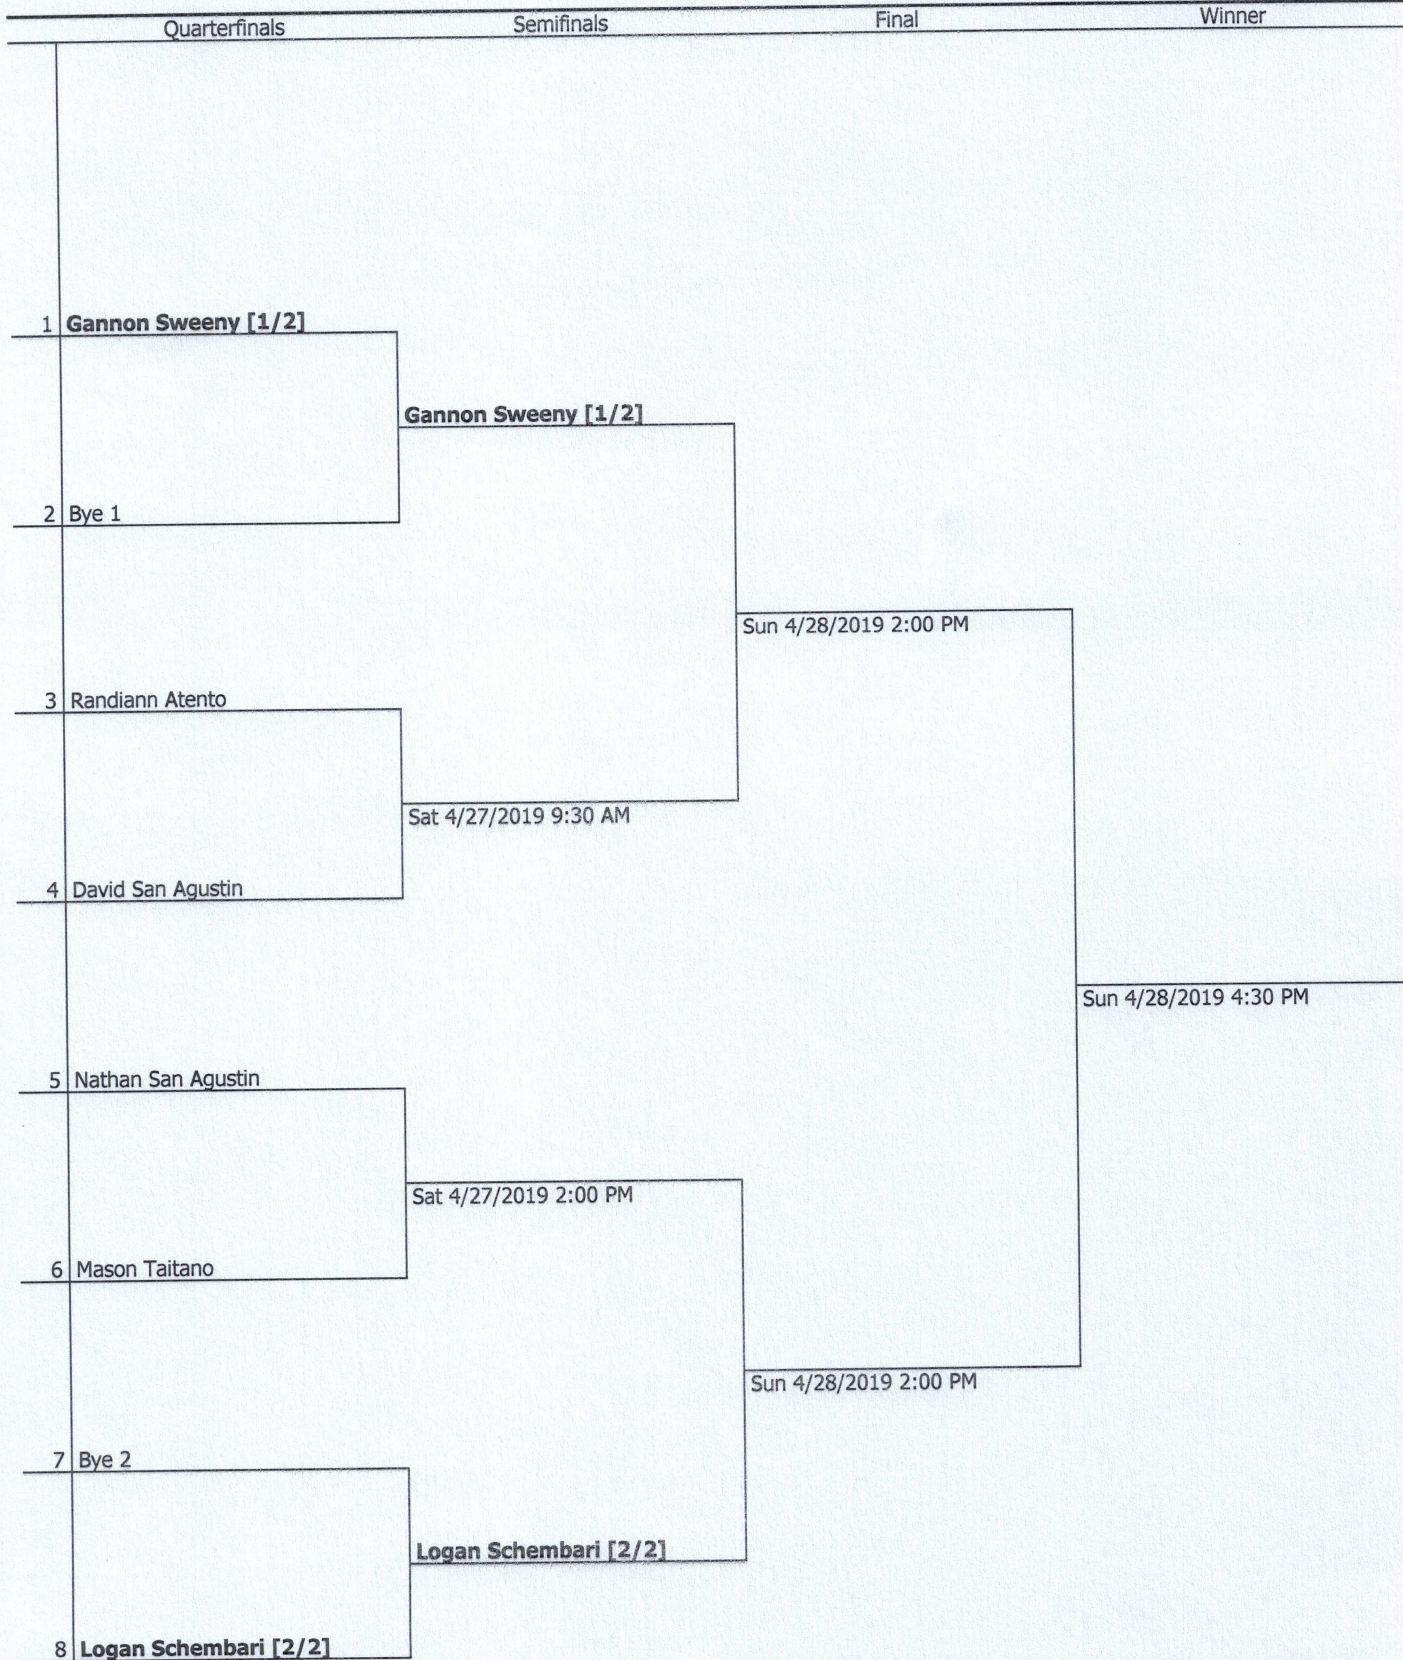 Quarterfinals Semifinals Final Winner
1 Gannon Sweeny [1/2]
Gannon Sweeny [1/2]
2 Bye 1
Sun 4/28/2019 2:00 PM
3 Randiann Atento
Sat 4/27/2019 9:30 AM
4 David San Agustin
Sun 4/28/2019 4:30 PM
5 Nathan San Agustin
Sat 4/27/2019 2:00 PM
6 Mason Taitano
Sun 4/28/2019 2:00 PM
7 Bye 2
Logan Schembari [2/2]
8 Logan Schembari [2/2]